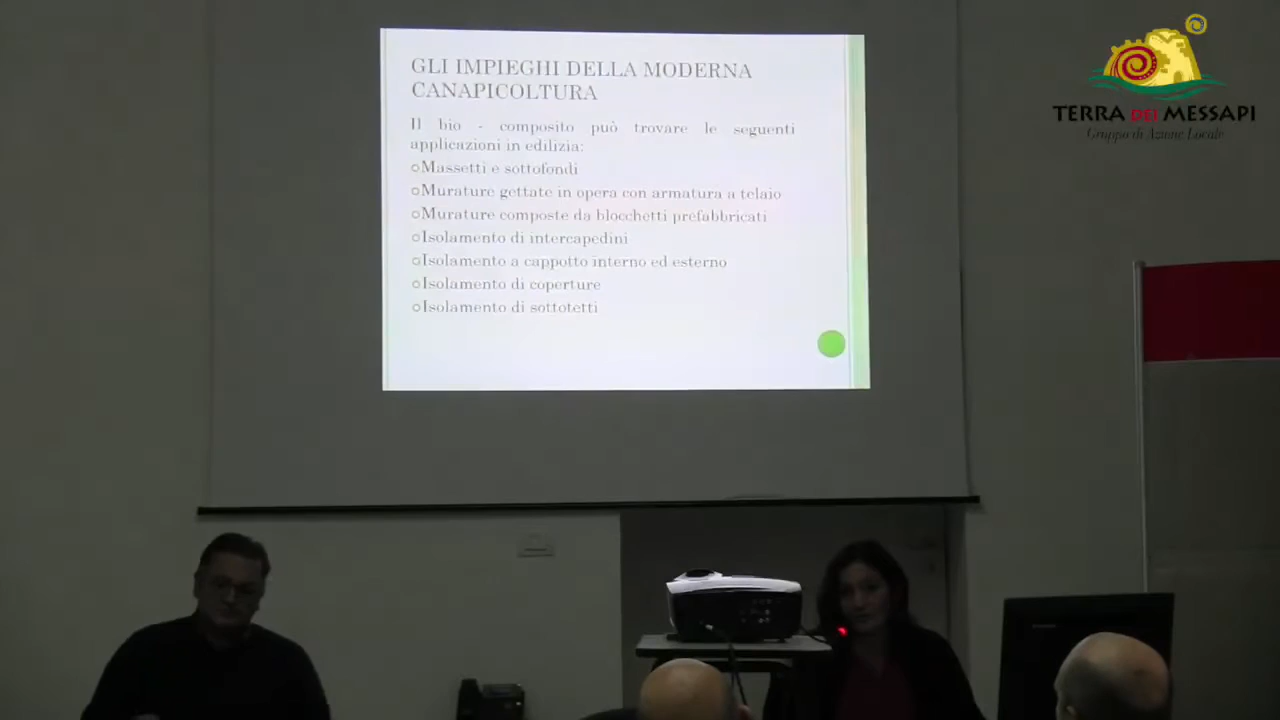 GLI IMPIEGHI DELLA MODERNA
CANAPICOLTURA
Il bio - composito può trovare le seguenti
applicazioni in edilizia:
Massetti e sottofondi
Murature gettate in opera con armatura a telaio
Murature composte da blocchetti prefabbricati
Isolamento di intercapedini
Isolamento a cappotto interno ed esterno
Isolamento di coperture
Isolamento di sottotetti
TERRA DEI MESSAPI
Gruppo di Azione Locale